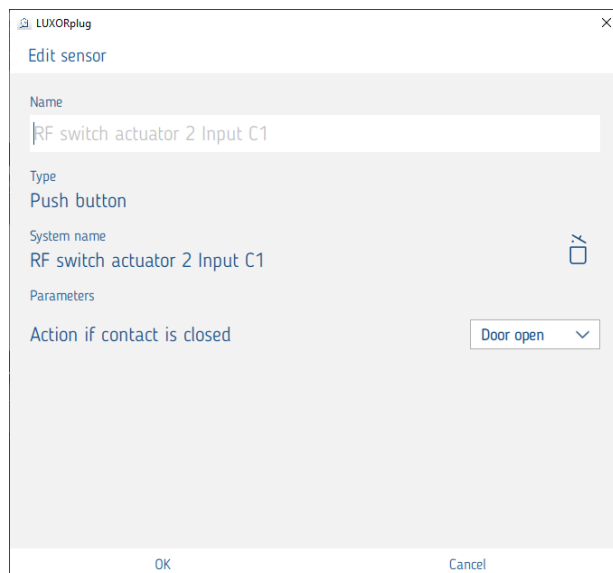 LUXORplug
Edit sensor
Name
RF switch actuator 2 Input C1
Type
Push button
System name
RF switch actuator 2 Input C1
Parameters
Action if contact is closed
Door open
OK
Cancel